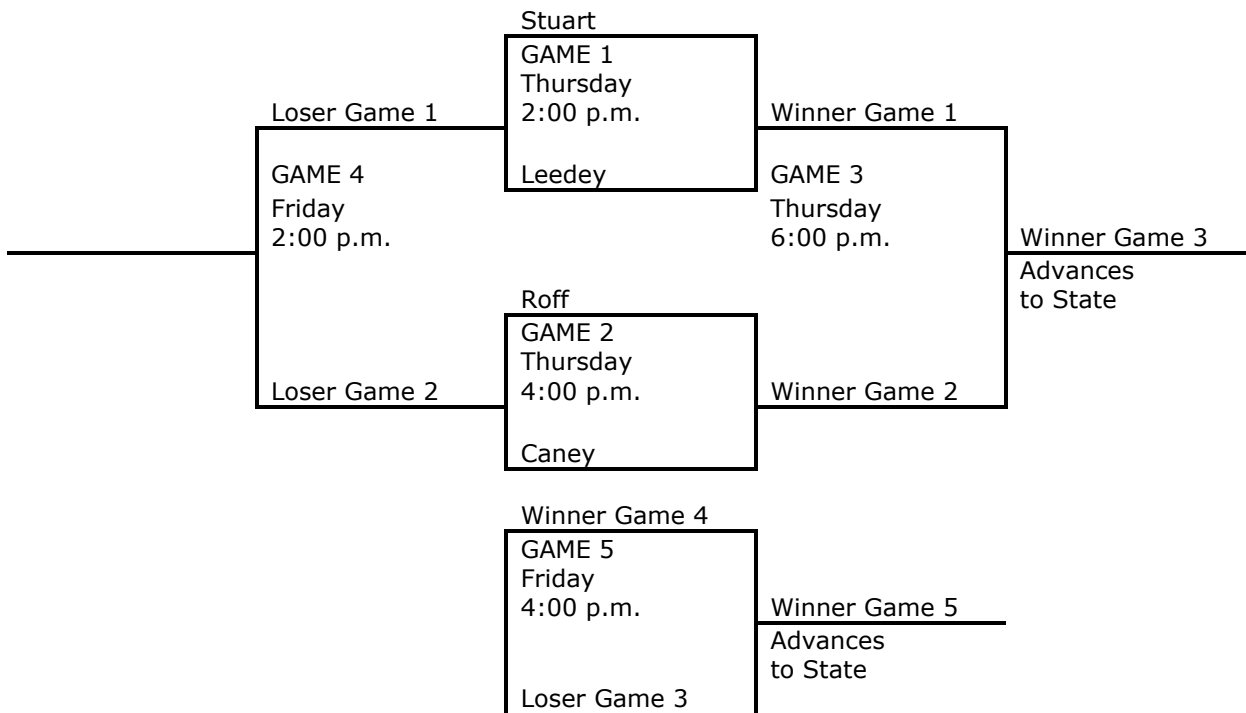 Stuart
GAME 1
Thursday
Loser Game 1
2:00 p.m.
Winner Game 1
GAME 4
Leedey
GAME 3
Friday
Thursday
2:00 p.m.
6:00 p.m.
Winner Game 3
Advances
to State
Roff
GAME 2
Thursday
Loser Game 2
4:00 p.m.
Winner Game 2
Caney
Winner Game 4
GAME 5
Friday
4:00 p.m.
Winner Game 5
Advances
to State
Loser Game 3